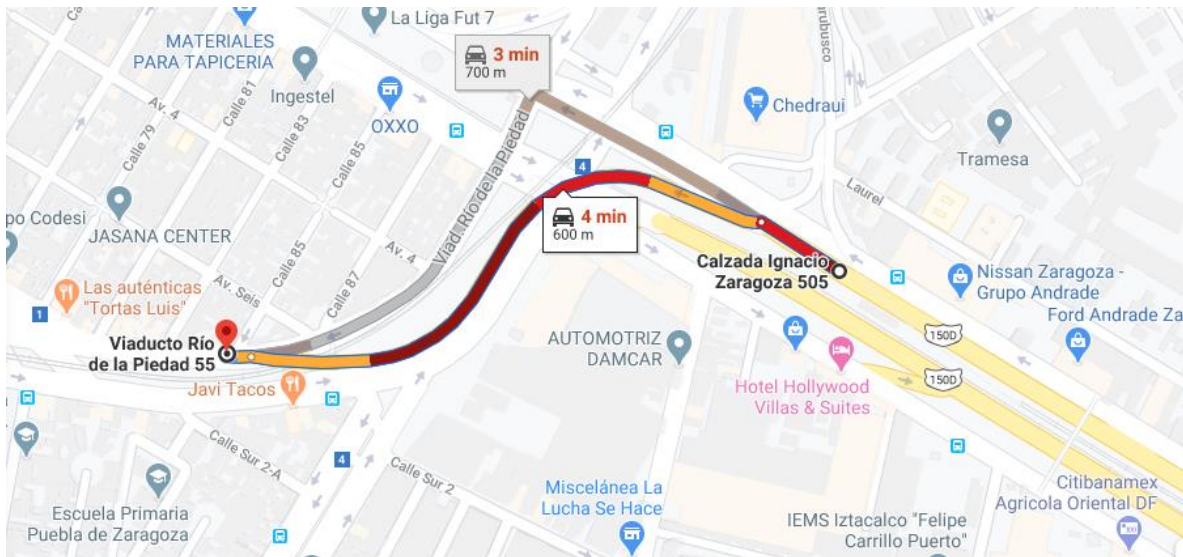 La Liga Fut 7
MATERIALES
PARA TAPICERIA
3 min
700 m
Ingestel
Calle 81
Av. 4
Calle 79
Calle 83
OXXO
Calle 85
Chedraui
Tramesa
Viad. Río de la Piedad
4
Laurel
po Codesi
JASANA CENTER
Calle 85
Av. 4
4 min
600 m
Calzada Ignacio
Zaragoza 505
Nissan Zaragoza -
Grupo Andrade
Ford Andrade Za
Las auténticas
"Tortas Luis"
Av. Seis
Calle 87
1
Viaducto Río
de la Piedad 55
AUTOMOTRIZ
DAMCAR
150D
150D
Javi Tacos
Hotel Hollywood
Villas & Suites
Calle Sur 2-A
4
Calle Sur 2
Escuela Primaria
Puebla de Zaragoza
Miscelánea La
Lucha Se Hace
IEMS Iztacalco "Felipe
Carrillo Puerto"
Citibanamex
Agricola Oriental DF